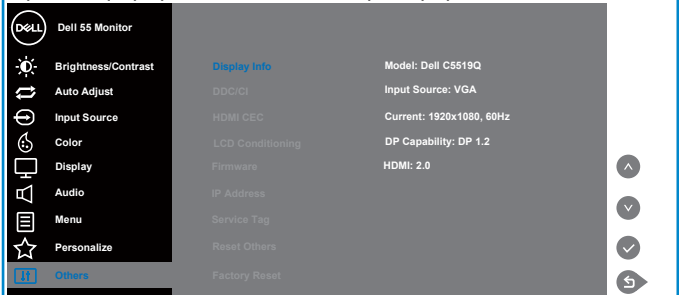 DELL Dell 55 Monitor
Brightness/Contrast Display Info Model: Dell C5519Q
Auto Adjust DDC/CI Input Source: VGA
Input Source HDMI CEC Current: 1920x1080, 60Hz
Color LCD Conditioning DP Capability: DP 1.2
Display Firmware HDMI: 2.0
Audio IP Address
Menu Service Tag
Personalize Reset Others
Others Factory Reset